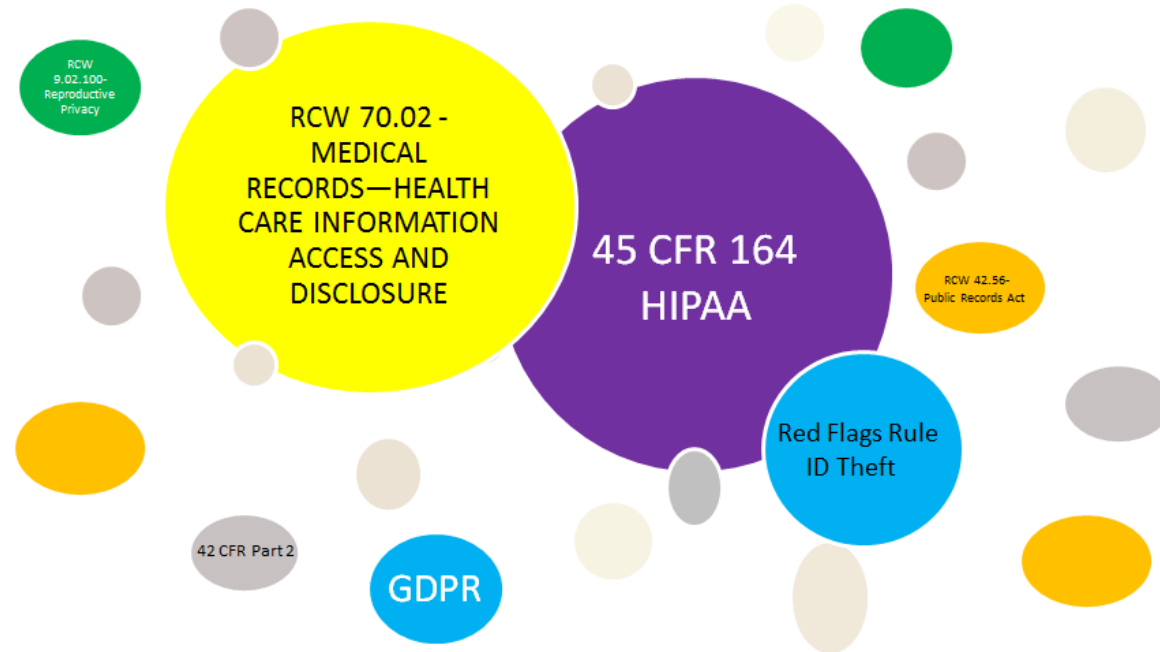 RCW
9.02.100-
Reproductive
Privacy
RCW 70.02 -
MEDICAL
RECORDS—HEALTH
CARE INFORMATION
ACCESS AND
DISCLOSURE
45 CFR 164
HIPAA
RCW 42.56-
Public Records Act
Red Flags Rule
ID Theft
42 CFR Part 2
GDPR